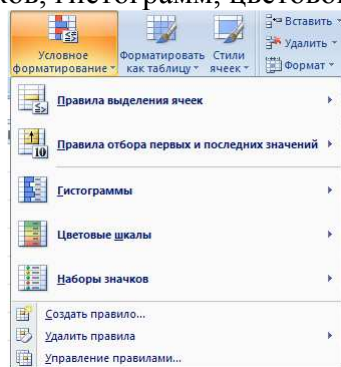 ков, гистограмм, цветовой
Условное форматирование
Форматировать как таблицу
Стили ячеек
Вставить
Удалить
Формат
Правила выделения ячеек
Правила отбора первых и последних значений
10
Гистограммы
Цветовые шкалы
Наборы значков
Создать правило...
Удалить правила
Управление правилами...